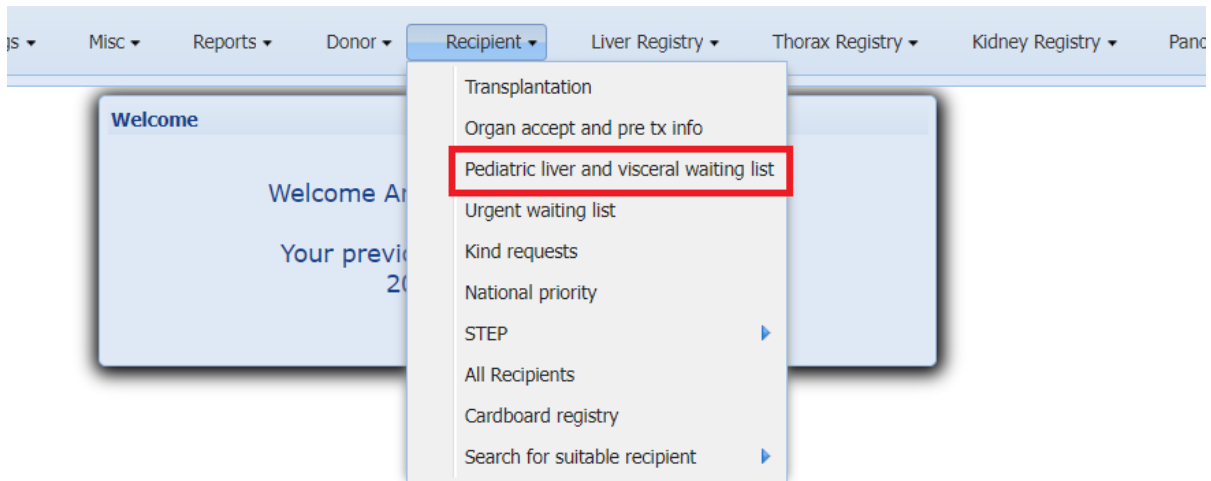 Misc Reports Donor Recipient Liver Registry Thorax Registry Kidney Registry
Transplantation
Welcome
Organ accept and pre tx info
Pediatric liver and visceral waiting list
Welcome
Urgent waiting list
Your
Kind requests
National priority
STEP
All Recipients
Cardboard registry
Search for suitable recipient